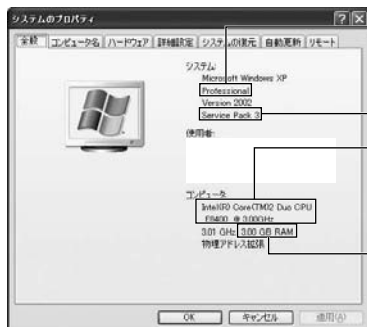 システムのプロパティ
全般 コンピュータ名 ハードウェア 詳細設定 システムの復元 自動更新 リモート
システム:
Microsoft Windows XP
Professional
Version 2002
Service Pack 3
使用者:
コンピュータ:
Intel(R) Core(TM)2 Duo CPU
E8400 @ 3.00GHz
3.01 GHz, 3.00 GB RAM
物理アドレス拡張
OK キャンセル 適用(A)